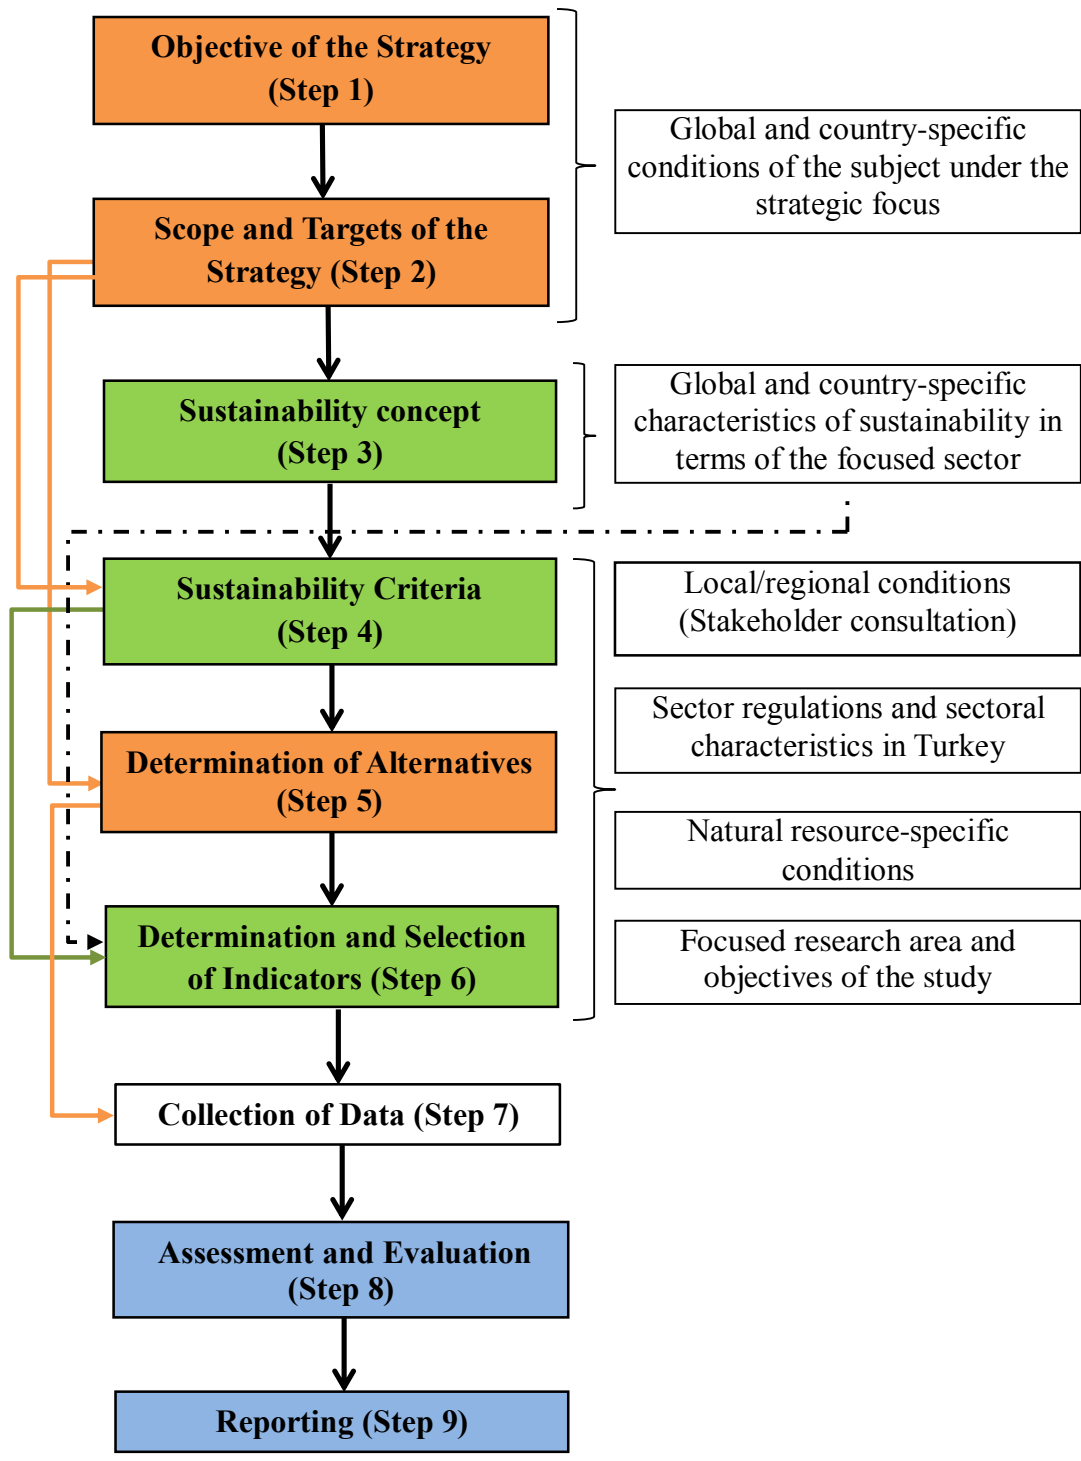 Objective of the Strategy
(Step 1)
Global and country-specific
conditions of the subject under the
strategic focus
Scope and Targets of the
Strategy (Step 2)
Sustainability concept
(Step 3)
Global and country-specific
characteristics of sustainability in
terms of the focused sector
Sustainability Criteria
(Step 4)
Local/regional conditions
(Stakeholder consultation)
Sector regulations and sectoral
characteristics in Turkey
Determination of Alternatives
(Step 5)
Natural resource-specific
conditions
Determination and Selection
of Indicators (Step 6)
Focused research area and
objectives of the study
Collection of Data (Step 7)
Assessment and Evaluation
(Step 8)
Reporting (Step 9)